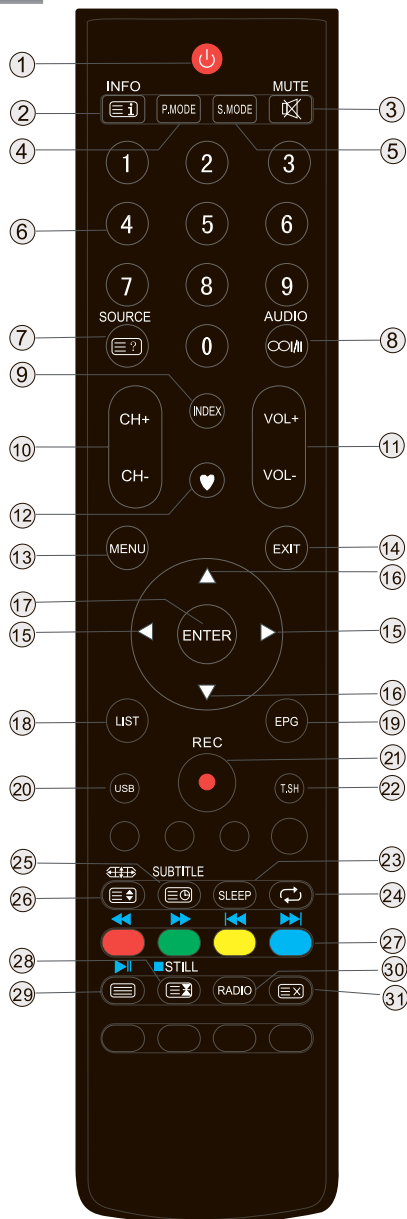 1
INFO MUTE
2 i P.MODE S.MODE 3
4 5
1 2 3
6 4 5 6
7 8 9
SOURCE AUDIO
7 ? 0 I/II 8
9 INDEX
CH+ VOL+
10 11
CH- VOL-
12
13 MENU EXIT 14
16
17
15 ENTER 15
16
18 LIST EPG 19
REC
21
20 USB T.SH 22
25 SUBTITLE 23
26 SLEEP 24
27
28 STILL 30
29 RADIO X 31